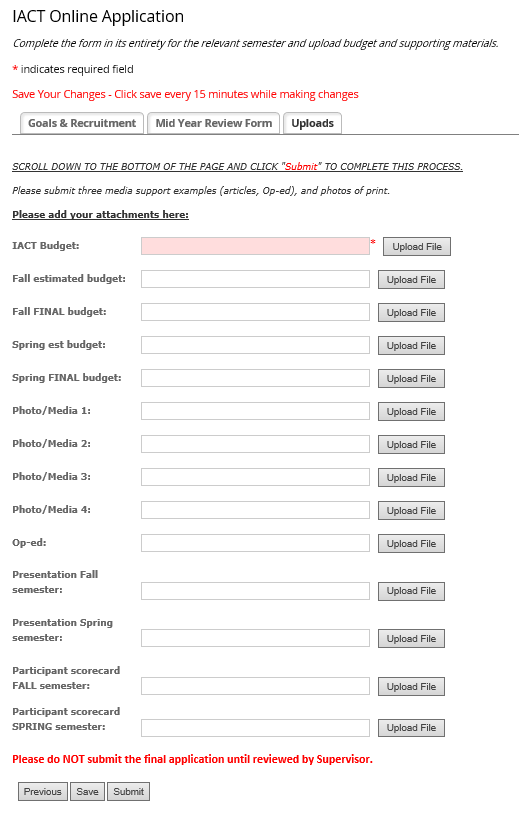 IACT Online Application
Complete the form in its entirety for the relevant semester and upload budget and supporting materials.
* indicates required field
Save Your Changes - Click save every 15 minutes while making changes
Goals & Recruitment Mid Year Review Form Uploads
SCROLL DOWN TO THE BOTTOM OF THE PAGE AND CLICK "Submit" TO COMPLETE THIS PROCESS.
Please submit three media support examples (articles, Op-ed), and photos of print.
Please add your attachments here:
IACT Budget: * Upload File
Fall estimated budget: Upload File
Fall FINAL budget: Upload File
Spring est budget: Upload File
Spring FINAL budget: Upload File
Photo/Media 1: Upload File
Photo/Media 2: Upload File
Photo/Media 3: Upload File
Photo/Media 4: Upload File
Op-ed: Upload File
Presentation Fall
semester: Upload File
Presentation Spring
semester: Upload File
Participant scorecard
FALL semester: Upload File
Participant scorecard
SPRING semester: Upload File
Please do NOT submit the final application until reviewed by Supervisor.
Previous Save Submit